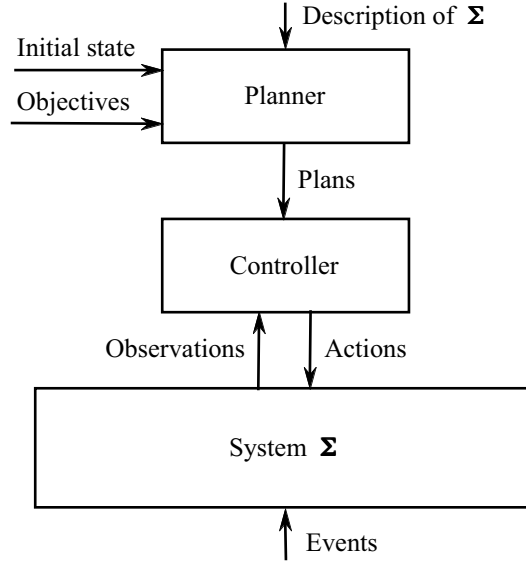 Description of Σ
Initial state
Objectives
Planner
Plans
Controller
Observations
Actions
System Σ
Events